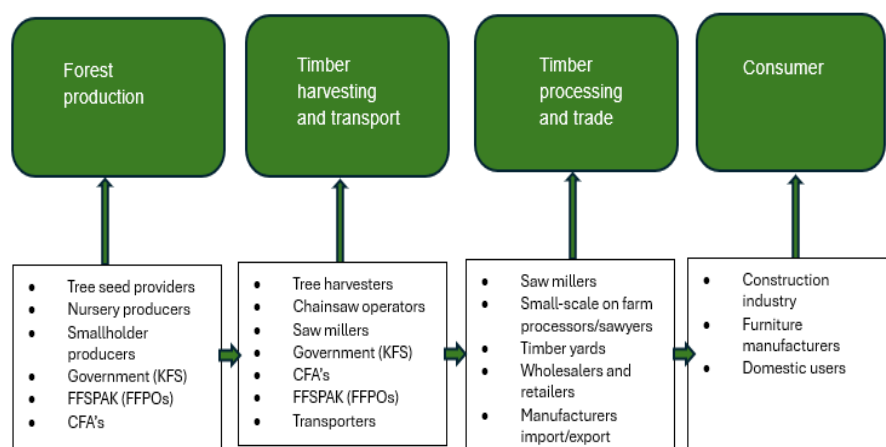 Forest
production
Timber
harvesting
and transport
Timber
processing
and trade
Consumer
• Tree seed providers
• Nursery producers
• Smallholder
producers
• Government (KFS)
• FFSPAK (FFPOs)
• CFA's
• Tree harvesters
• Chainsaw operators
• Saw millers
• Government (KFS)
• CFA's
• FFSPAK (FFPOs)
• Transporters
• Saw millers
• Small-scale on farm
processors/sawyers
• Timber yards
• Wholesalers and
retailers
• Manufacturers
import/export
• Construction
industry
• Furniture
manufacturers
• Domestic users